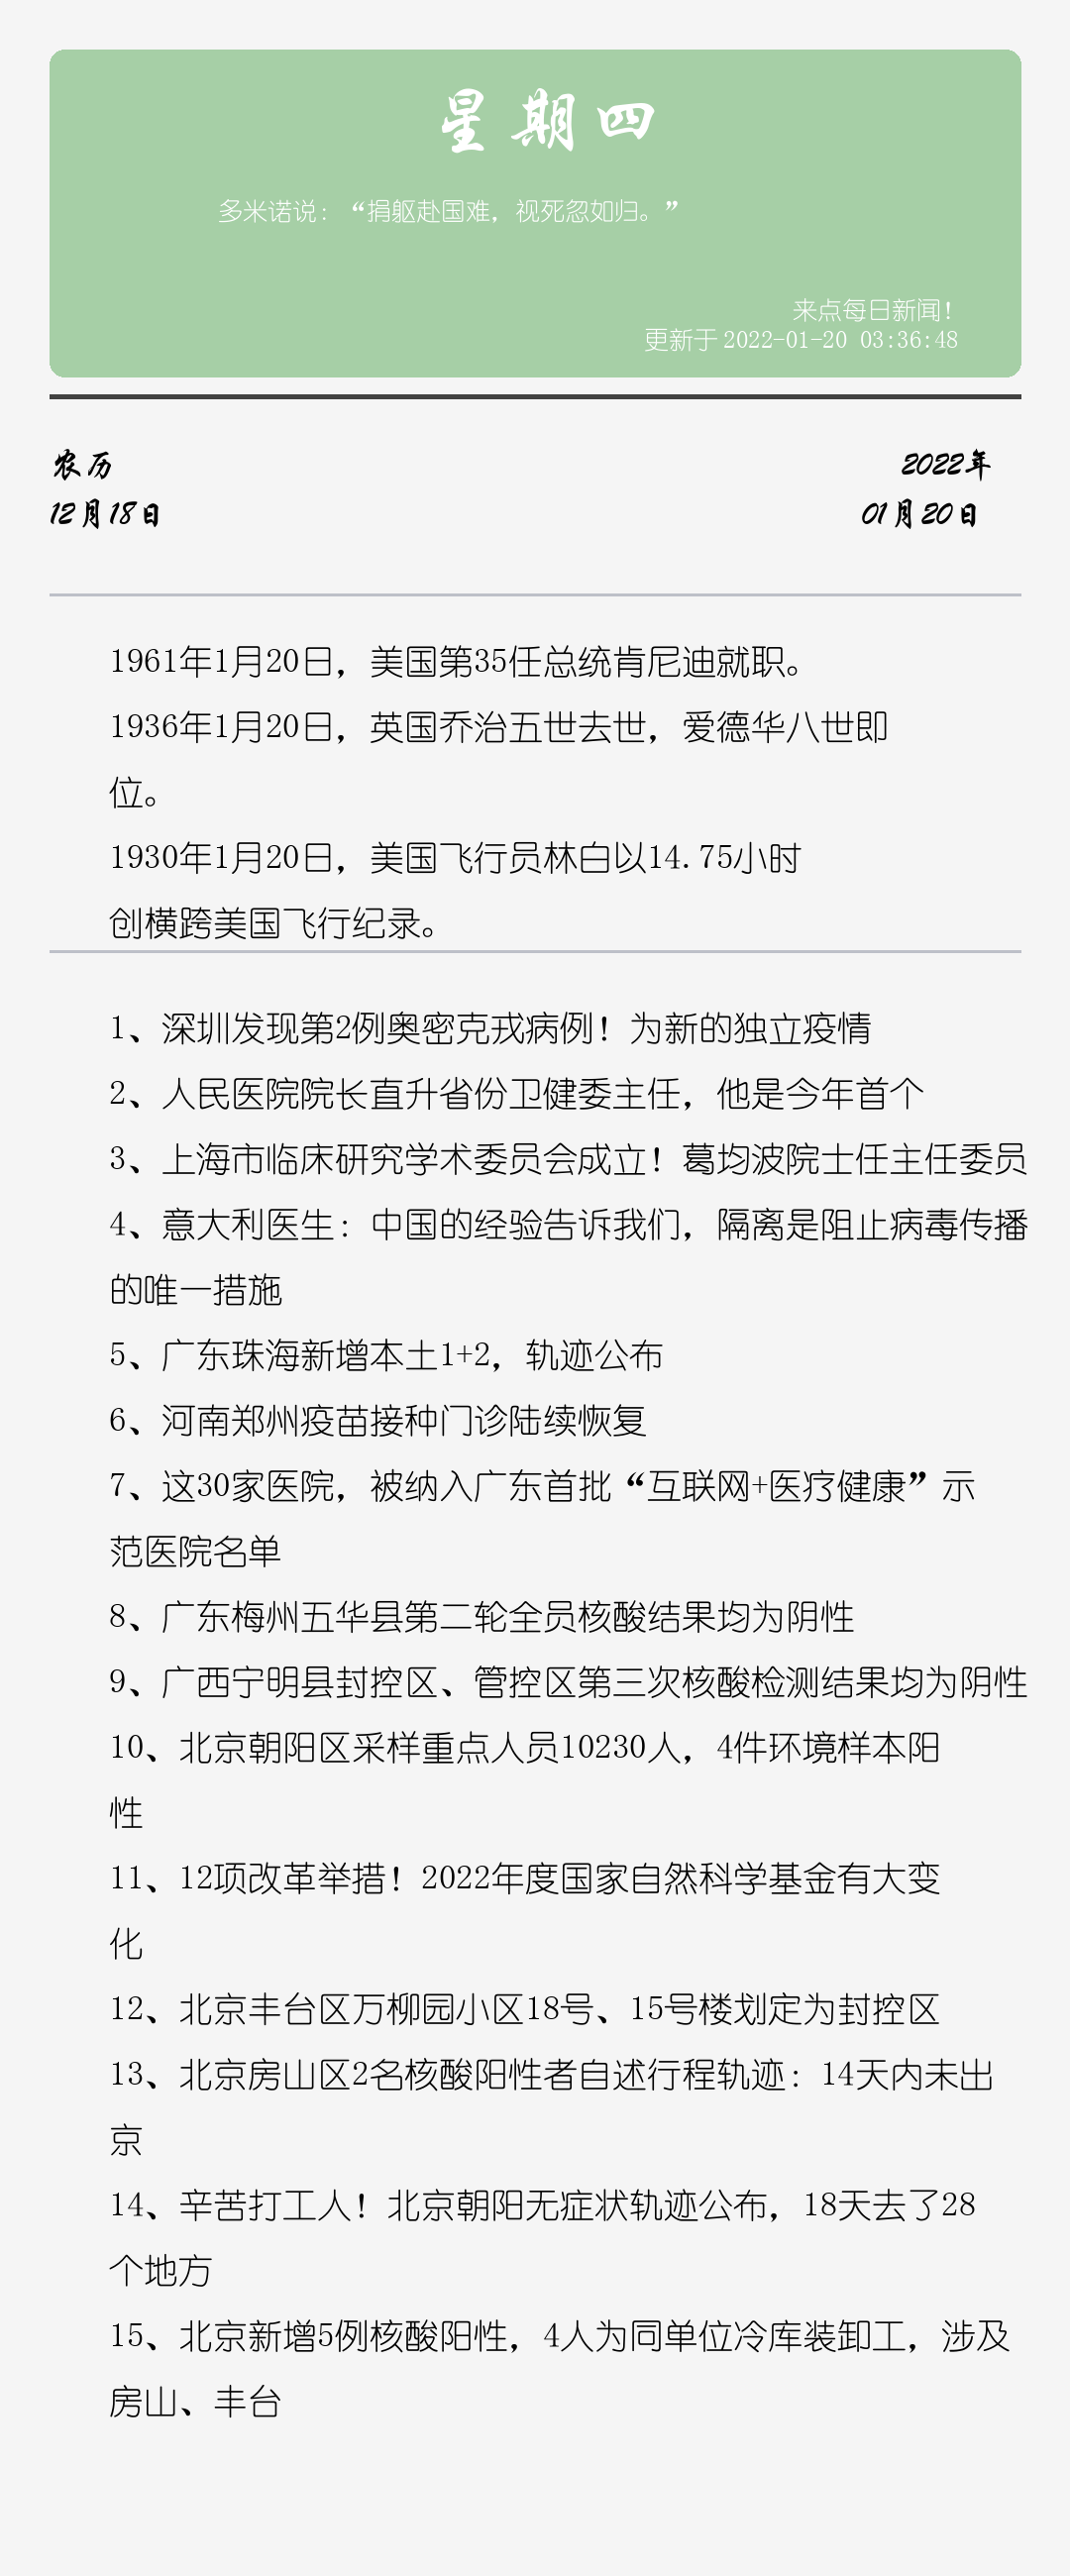 星期四
多米诺说：“捐躯赴国难，视死忽如归。”
来点每日新闻！
更新于 2022-01-20 03:36:48
农历
2022年
12月18日
01月20日
1961年1月20日，美国第35任总统肯尼迪就职。
1936年1月20日，英国乔治五世去世，爱德华八世即
位。
1930年1月20日，美国飞行员林白以14.75小时
创横跨美国飞行纪录。
1、深圳发现第2例奥密克戎病例！为新的独立疫情
2、人民医院院长直升省份卫健委主任，他是今年首个
3、上海市临床研究学术委员会成立！葛均波院士任主任委员
4、意大利医生：中国的经验告诉我们，隔离是阻止病毒传播
的唯一措施
5、广东珠海新增本土1+2，轨迹公布
6、河南郑州疫苗接种门诊陆续恢复
7、这30家医院，被纳入广东首批“互联网+医疗健康”示
范医院名单
8、广东梅州五华县第二轮全员核酸结果均为阴性
9、广西宁明县封控区、管控区第三次核酸检测结果均为阴性
10、北京朝阳区采样重点人员10230人，4件环境样本阳
性
11、12项改革举措！2022年度国家自然科学基金有大变
化
12、北京丰台区万柳园小区18号、15号楼划定为封控区
13、北京房山区2名核酸阳性者自述行程轨迹：14天内未出
京
14、辛苦打工人！北京朝阳无症状轨迹公布，18天去了28
个地方
15、北京新增5例核酸阳性，4人为同单位冷库装卸工，涉及
房山、丰台